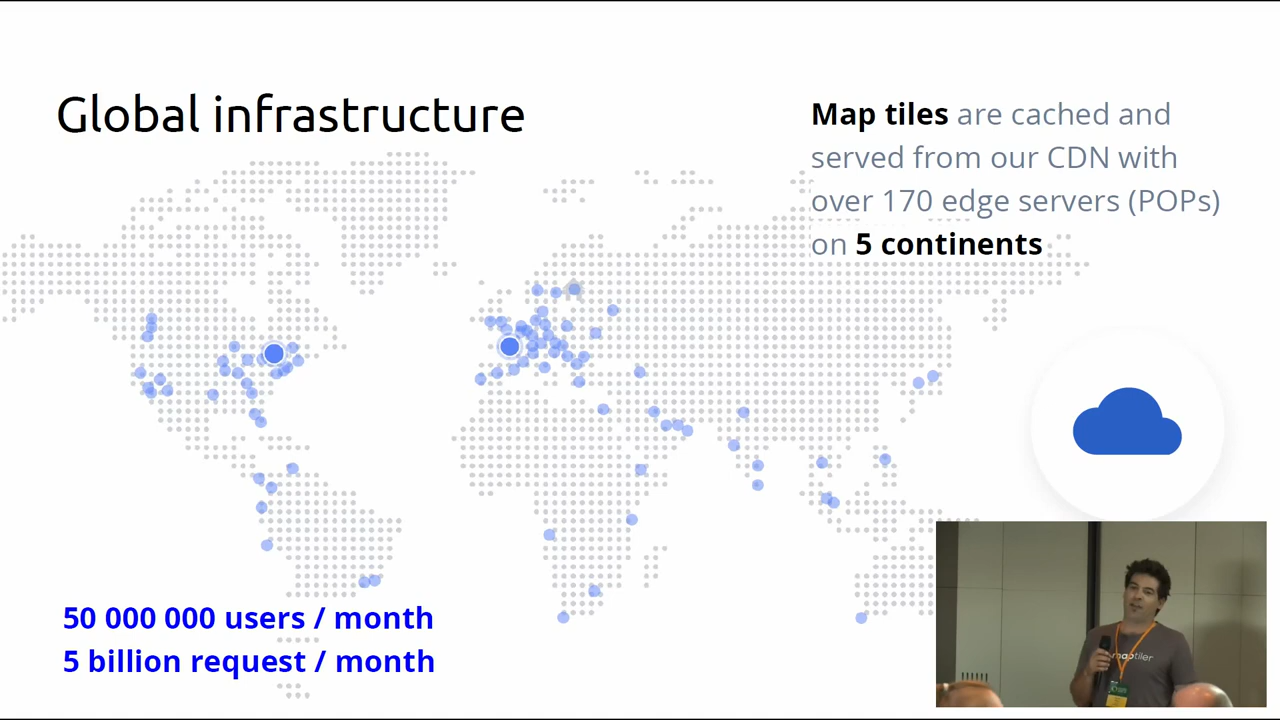 Global infrastructure
Map tiles are cached and
served from our CDN with
over 170 edge servers (POPs)
on 5 continents
50 000 000 users / month
5 billion request / month
maptiler